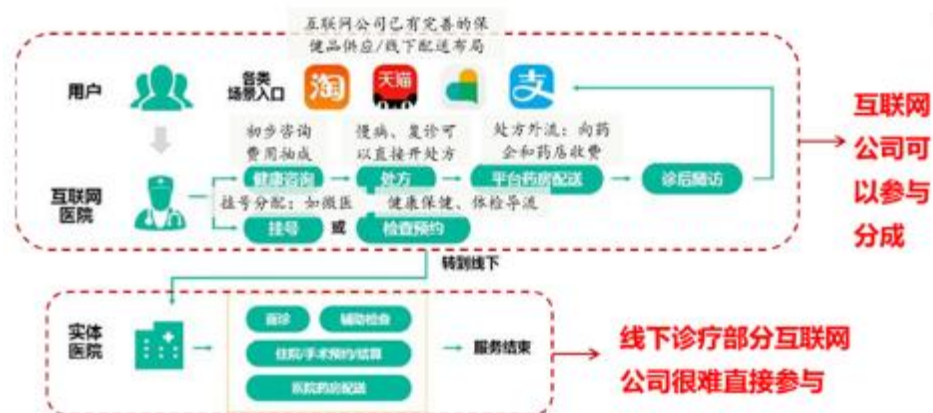 互联网公司已有完善的保
健品供应/线下配送布局
用户
各类
场景入口
淘
天猫
支
初步咨询
费用抽成
慢病、复诊可
以直接开处方
处方外流：向药
企和药店收费
互联网
医院
健康咨询
处方
平台药房配送
诊后随访
挂号分配：如微医
健康保健、体检导流
挂号
或
检查预约
互联网
公司可
以参与
分成
转到线下
实体
医院
面诊
辅助检查
住院/手术预约/结算
医院药房配送
服务结束
线下诊疗部分互联网
公司很难直接参与